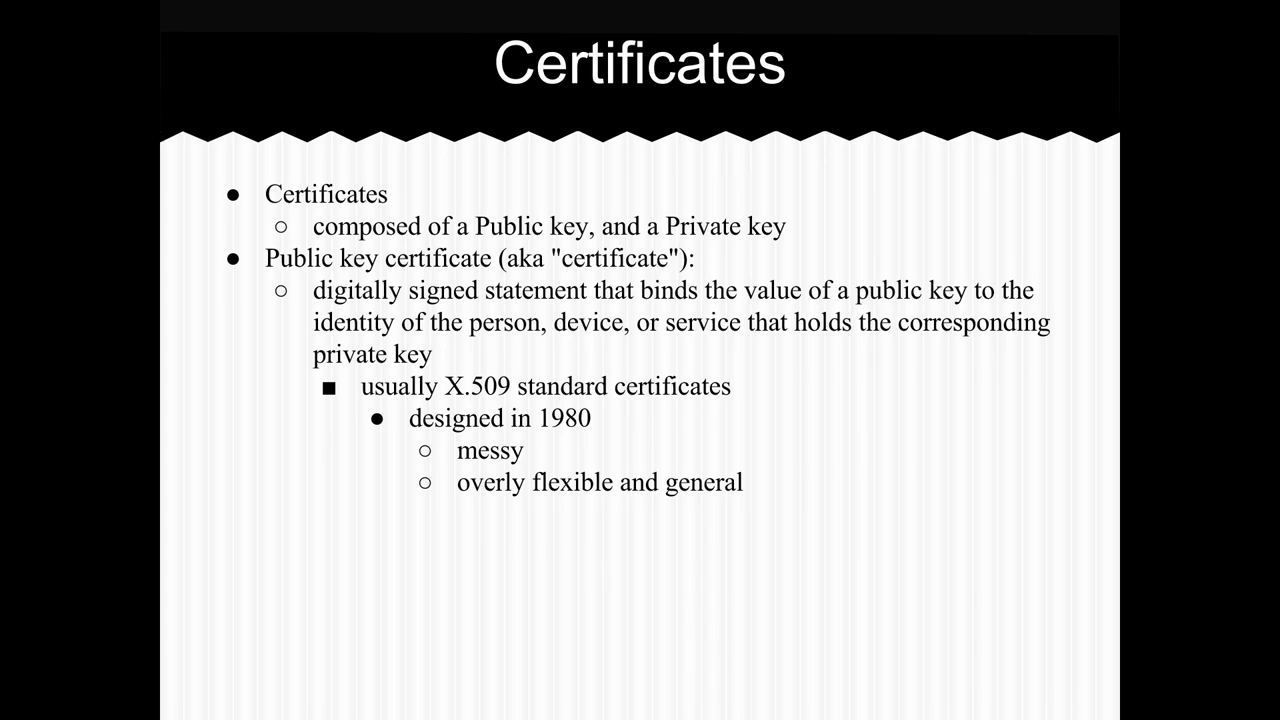 Certificates
● Certificates
○ composed of a Public key, and a Private key
● Public key certificate (aka "certificate"):
○ digitally signed statement that binds the value of a public key to the
identity of the person, device, or service that holds the corresponding
private key
■ usually X.509 standard certificates
● designed in 1980
○ messy
○ overly flexible and general